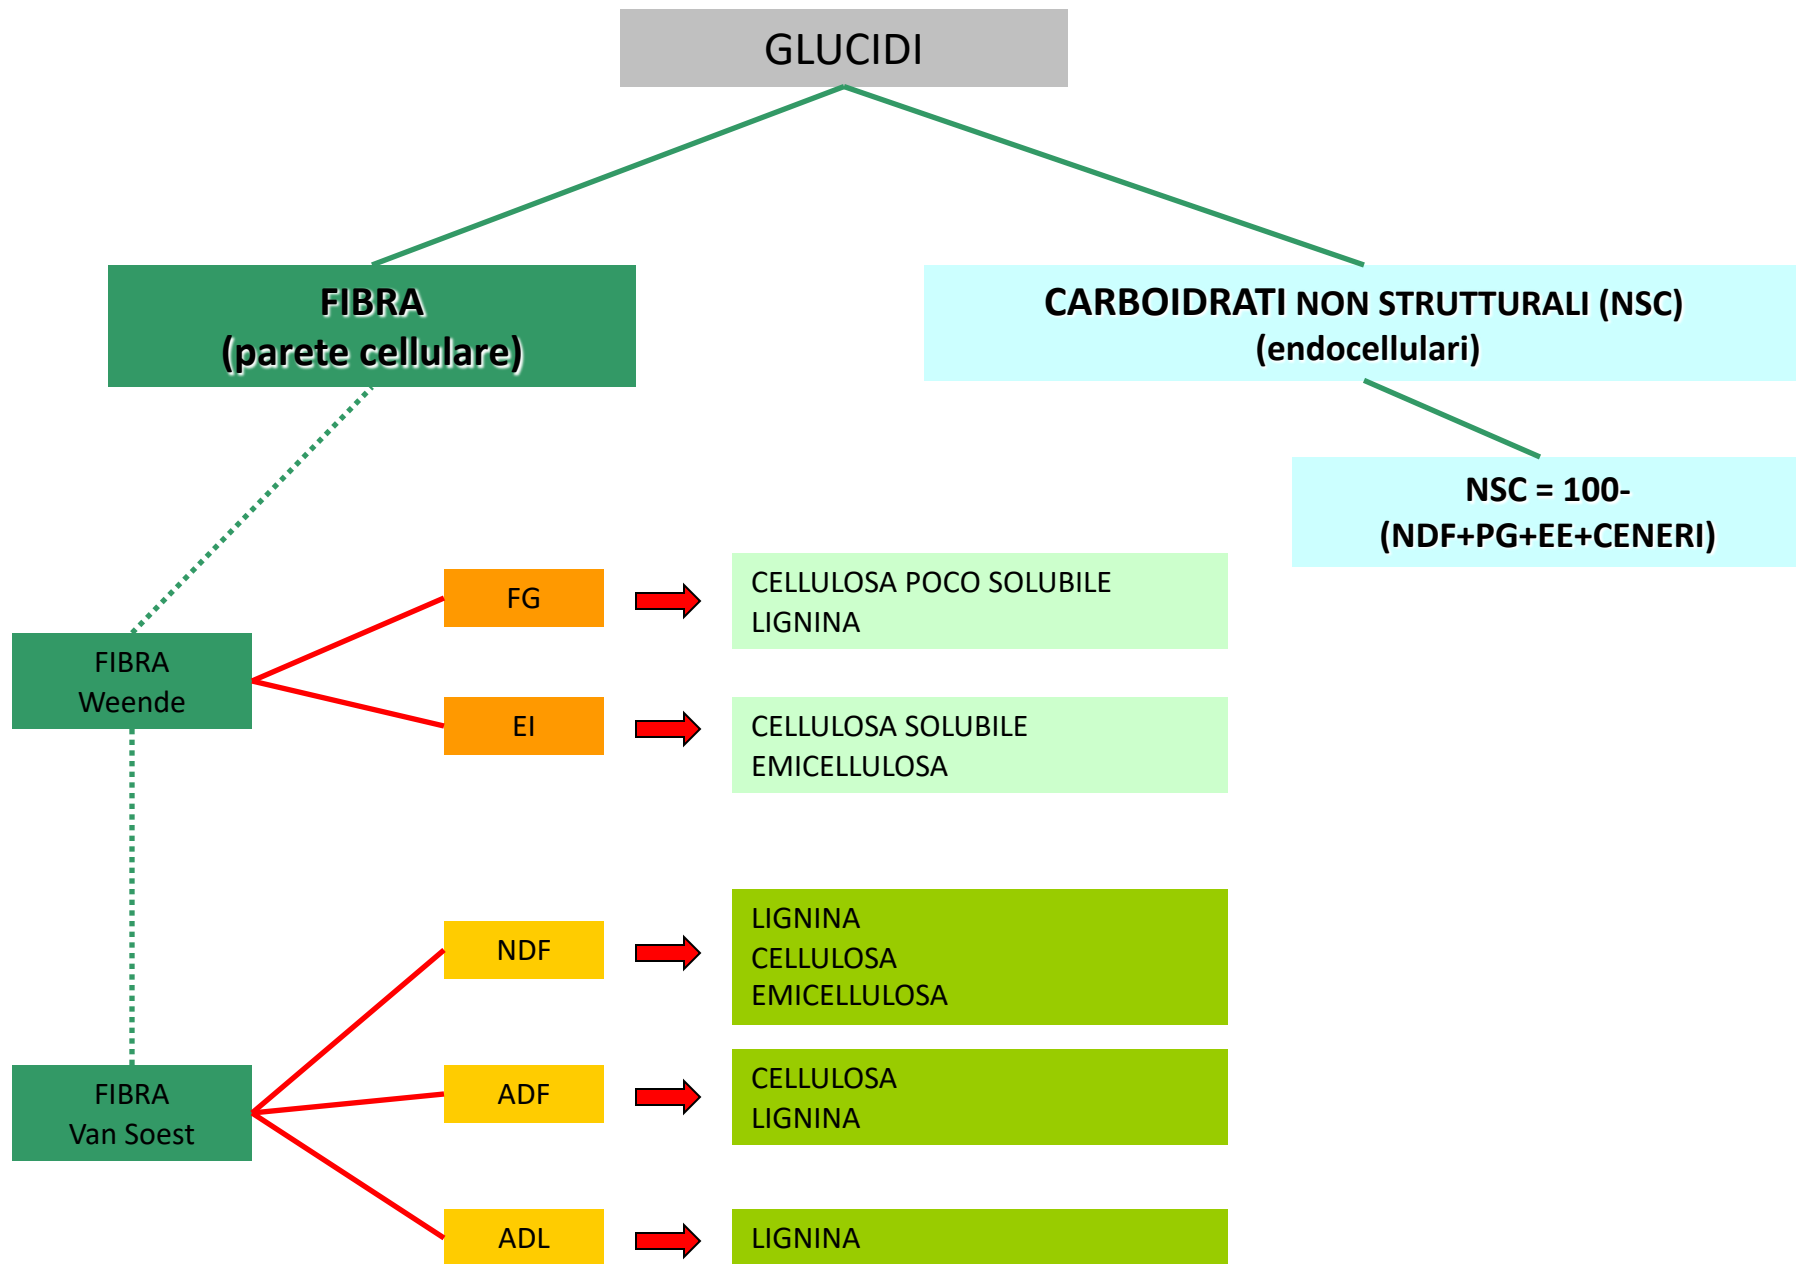 GLUCIDI
FIBRA
(parete cellulare)
CARBOIDRATI NON STRUTTURALI (NSC)
(endocellulari)
NSC = 100-
(NDF+PG+EE+CENERI)
FIBRA
Weende
FG
CELLULOSA POCO SOLUBILE
LIGNINA
EI
CELLULOSA SOLUBILE
EMICELLULOSA
FIBRA
Van Soest
NDF
LIGNINA
CELLULOSA
EMICELLULOSA
ADF
CELLULOSA
LIGNINA
ADL
LIGNINA